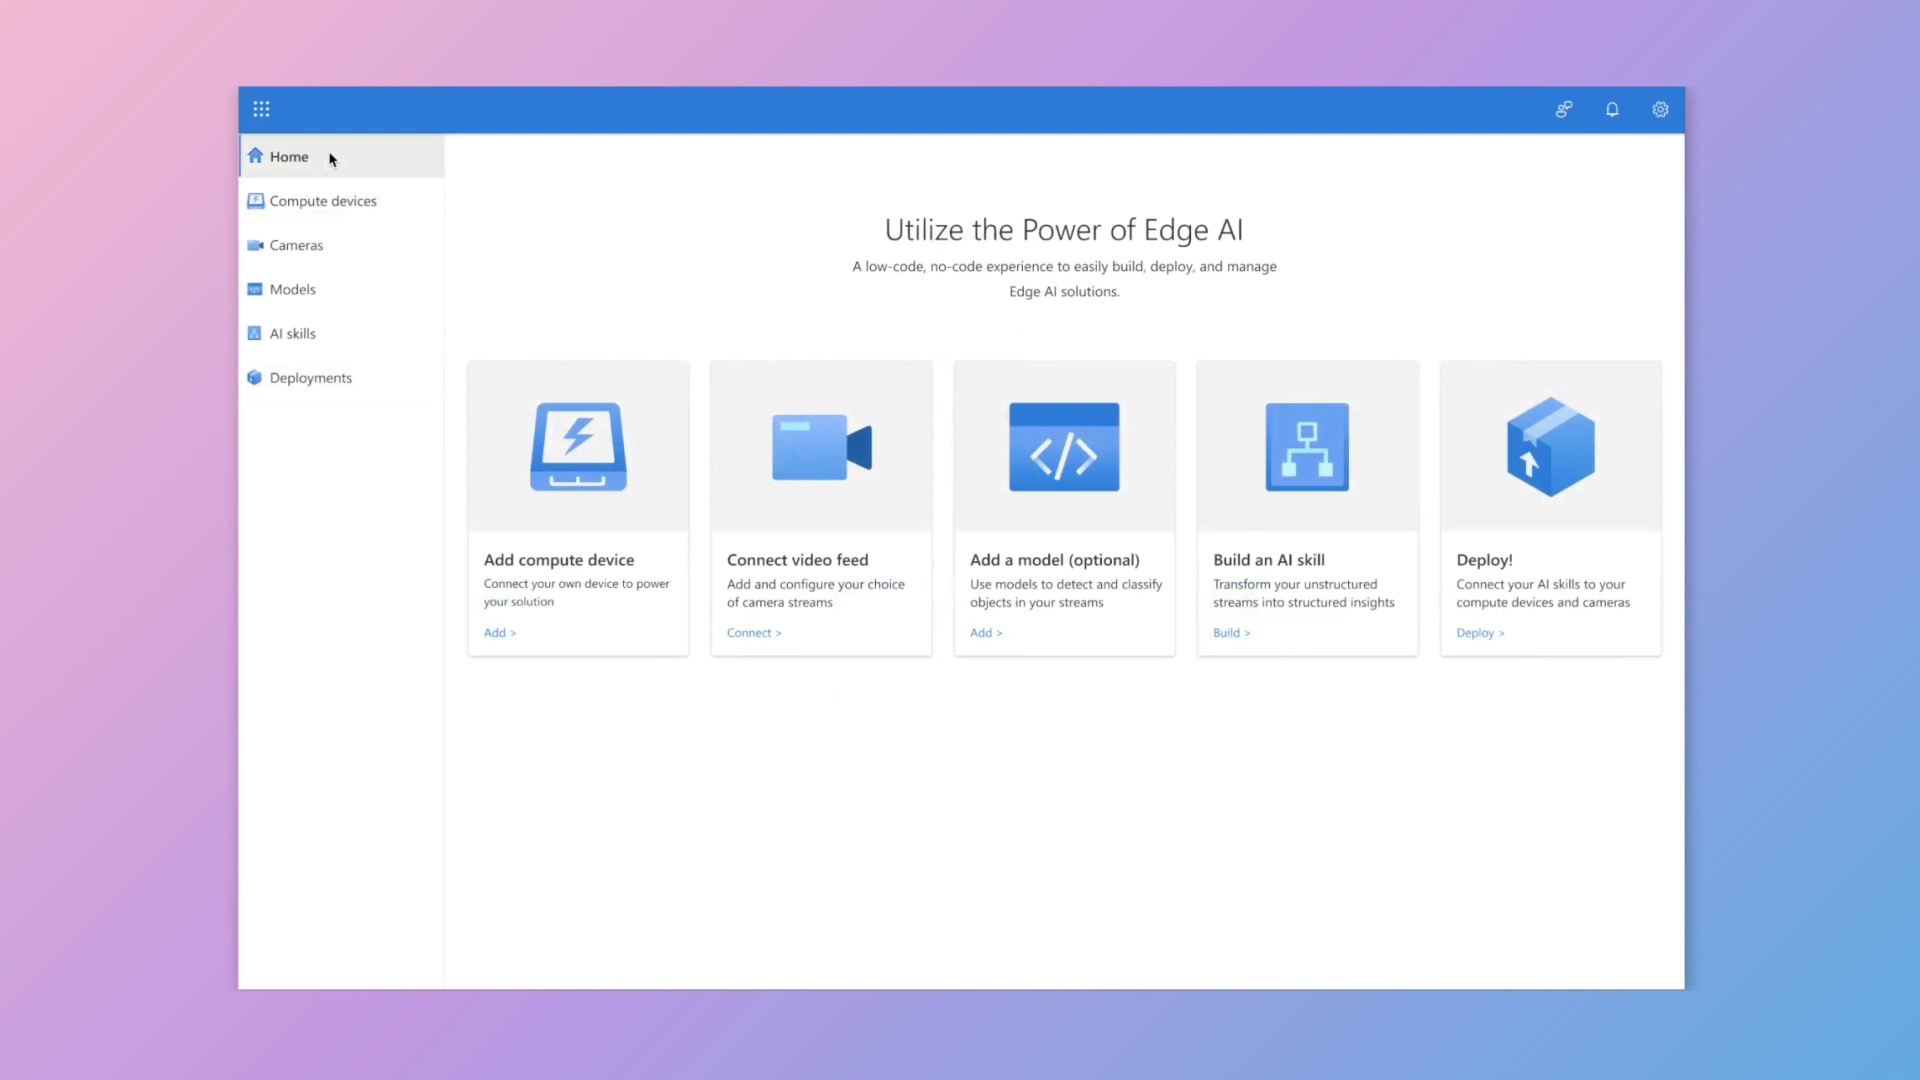 Home
Compute devices
Cameras
Models
AI skills
Deployments
Utilize the Power of Edge AI
A low-code, no-code experience to easily build, deploy, and manage
Edge AI solutions.
Add compute device
Connect your own device to power
your solution
Add >
Connect video feed
Add and configure your choice
of camera streams
Connect >
Add a model (optional)
Use models to detect and classify
objects in your streams
Add >
Build an AI skill
Transform your unstructured
streams into structured insights
Build >
Deploy!
Connect your AI skills to your
compute devices and cameras
Deploy >